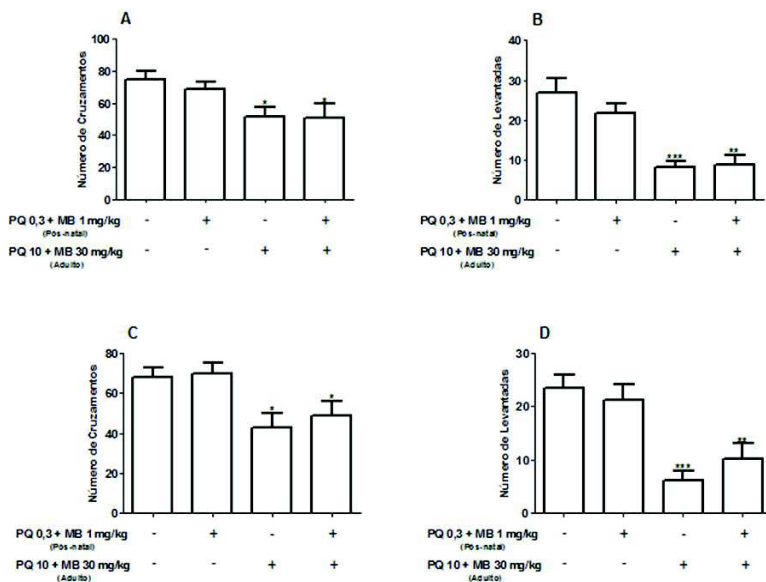 A
Número de Cruzamentos
100
80
60
40
20
0
* *
PQ 0,3 + MB 1 mg/kg - + - +
(Pós-natal)
PQ 10 + MB 30 mg/kg - - + +
(Adulto)
B
Número de Levantadas
40
30
20
10
0
*** **
PQ 0,3 + MB 1 mg/kg - + - +
(Pós-natal)
PQ 10 + MB 30 mg/kg - - + +
(Adulto)
C
Número de Cruzamentos
80
60
40
20
0
* *
PQ 0,3 + MB 1 mg/kg - + - +
(Pós-natal)
PQ 10 + MB 30 mg/kg - - + +
(Adulto)
D
Número de Levantadas
30
20
10
0
*** **
PQ 0,3 + MB 1 mg/kg - + - +
(Pós-natal)
PQ 10 + MB 30 mg/kg - - + +
(Adulto)